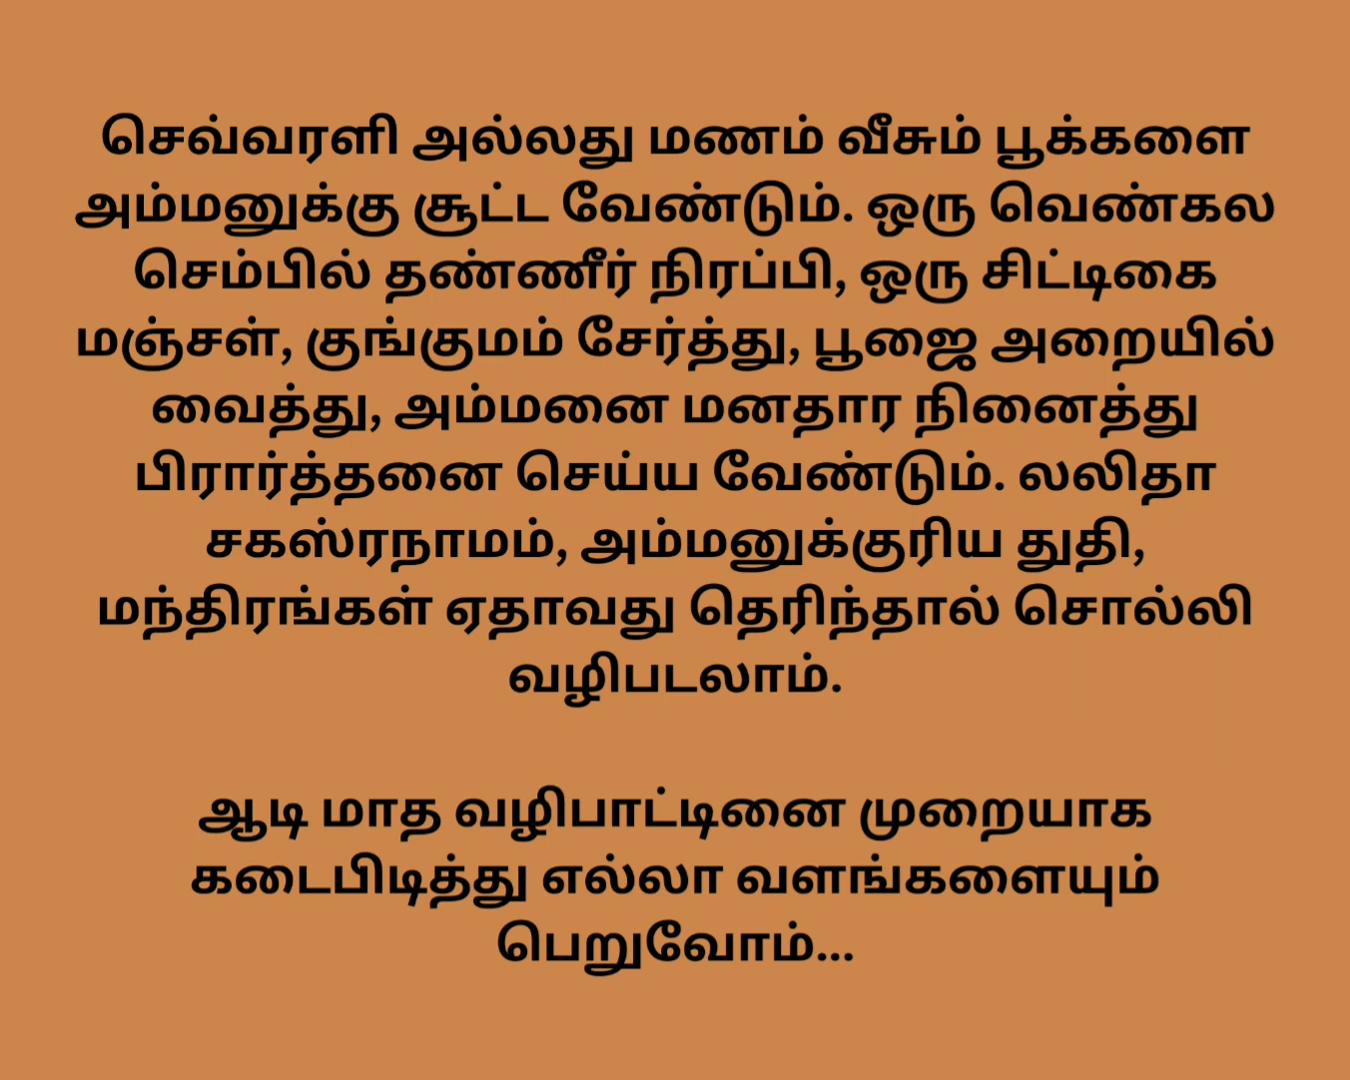 செவ்வரளி அல்லது மணம் வீசும் பூக்களை
அம்மனுக்கு சூட்ட வேண்டும். ஒரு வெண்கல
செம்பில் தண்ணீர் நிரப்பி, ஒரு சிட்டிகை
மஞ்சள், குங்குமம் சேர்த்து, பூஜை அறையில்
வைத்து, அம்மனை மனதார நினைத்து
பிரார்த்தனை செய்ய வேண்டும். லலிதா
சகஸ்ரநாமம், அம்மனுக்குரிய துதி,
மந்திரங்கள் ஏதாவது தெரிந்தால் சொல்லி
வழிபடலாம்.
ஆடி மாத வழிபாட்டினை முறையாக
கடைபிடித்து எல்லா வளங்களையும்
பெறுவோம்...